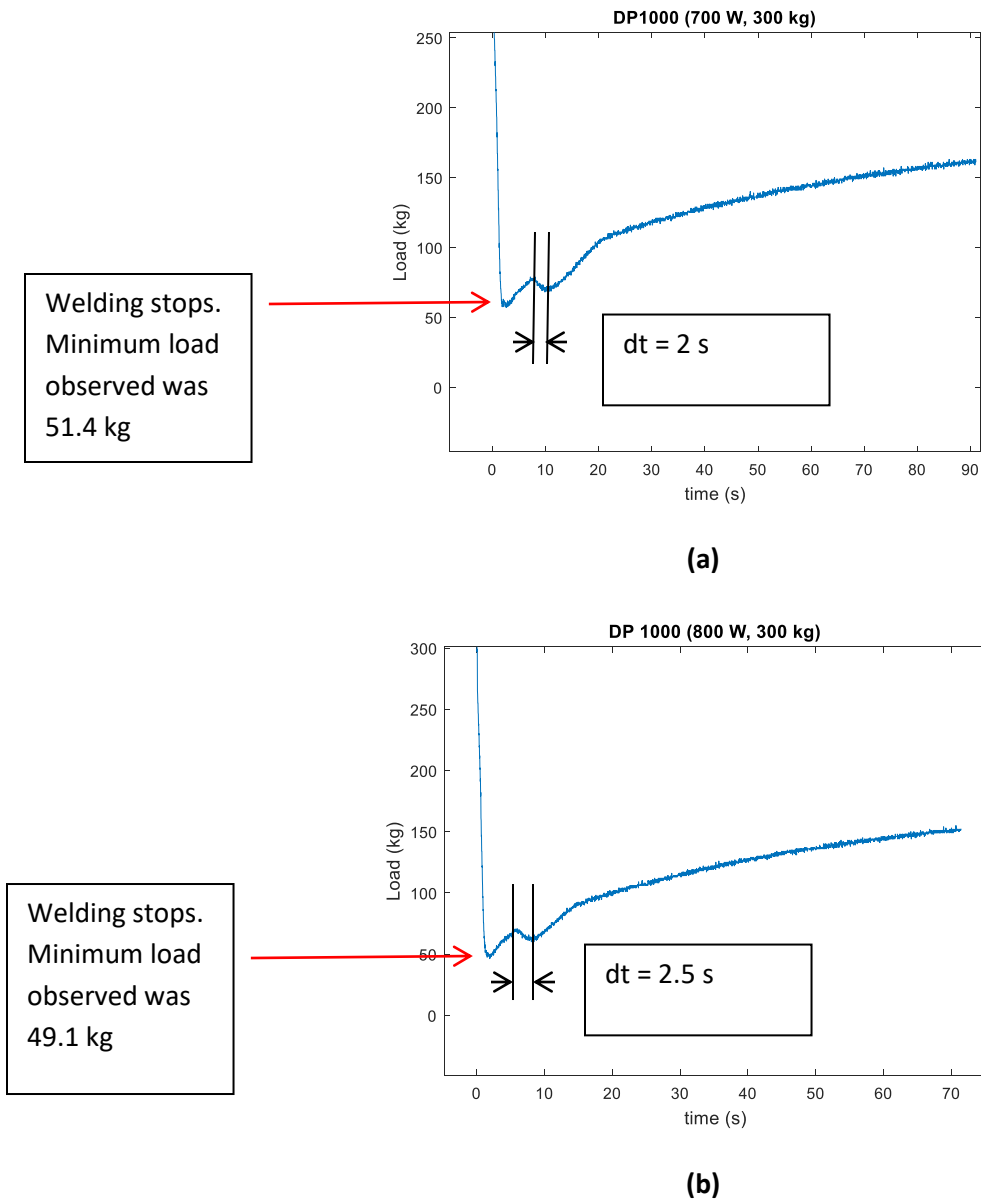 DP1000 (700 W, 300 kg)
250
200
150
100
50
0
Load (kg)
0 10 20 30 40 50 60 70 80 90
time (s)
Welding stops.
Minimum load
observed was
51.4 kg
dt = 2 s
(a)
DP 1000 (800 W, 300 kg)
300
250
200
150
100
50
0
Load (kg)
0 10 20 30 40 50 60 70
time (s)
Welding stops.
Minimum load
observed was
49.1 kg
dt = 2.5 s
(b)